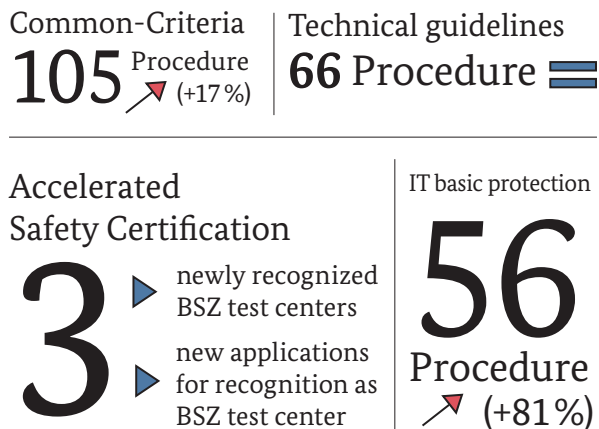 Common-Criteria
105 Procedure
(+17 %)
Technical guidelines
66 Procedure
Accelerated
Safety Certification
3
newly recognized
BSZ test centers
new applications
for recognition as
BSZ test center
IT basic protection
56
Procedure
(+81 %)